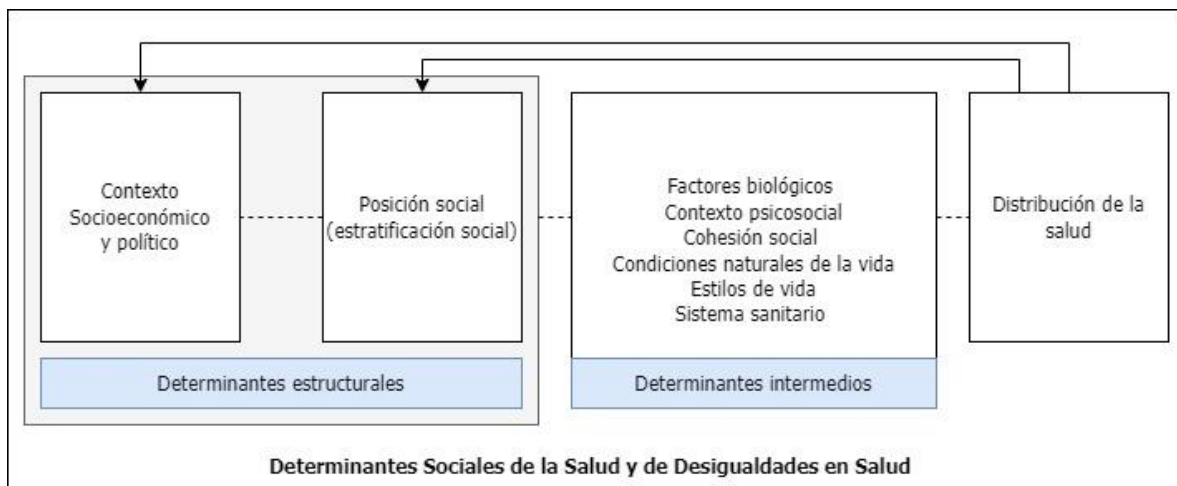 Contexto
Socioeconómico
y político
Posición social
(estratificación social)
Factores biológicos
Contexto psicosocial
Cohesión social
Condiciones naturales de la vida
Estilos de vida
Sistema sanitario
Distribución de la
salud
Determinantes estructurales
Determinantes intermedios
Determinantes Sociales de la Salud y de Desigualdades en Salud